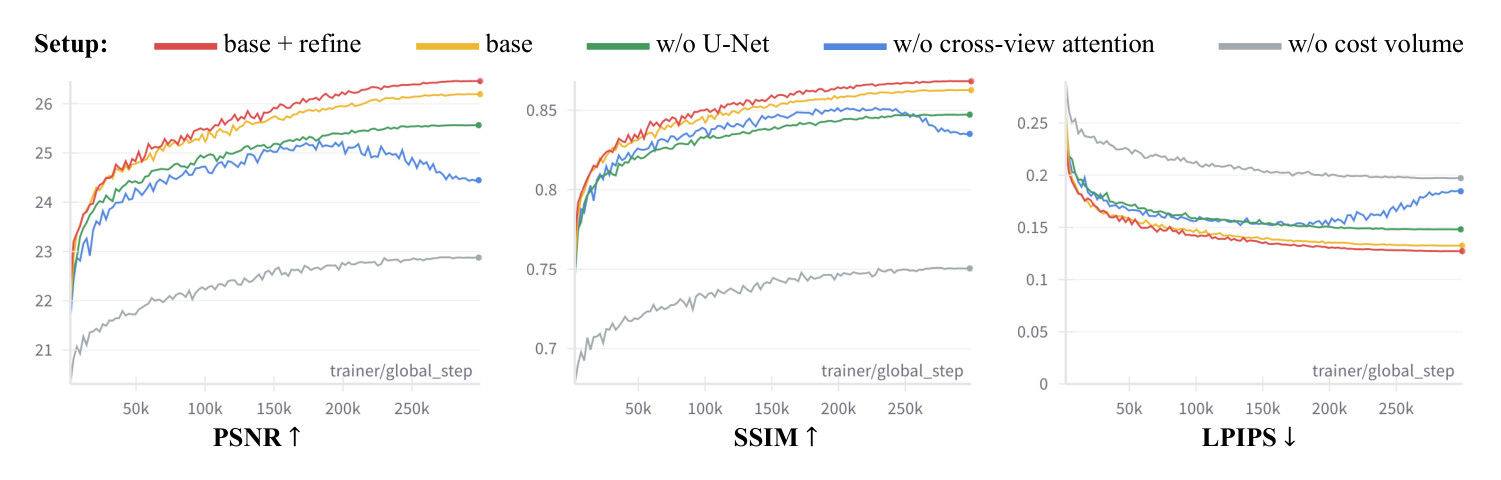 Setup: base + refine base w/o U-Net w/o cross-view attention w/o cost volume
26
25
24
23
22
21
trainer/global_step
50k 100k 150k 200k 250k
PSNR ↑
0.85
0.8
0.75
0.7
trainer/global_step
50k 100k 150k 200k 250k
SSIM ↑
0.25
0.2
0.15
0.1
0.05
0
trainer/global_step
50k 100k 150k 200k 250k
LPIPS ↓